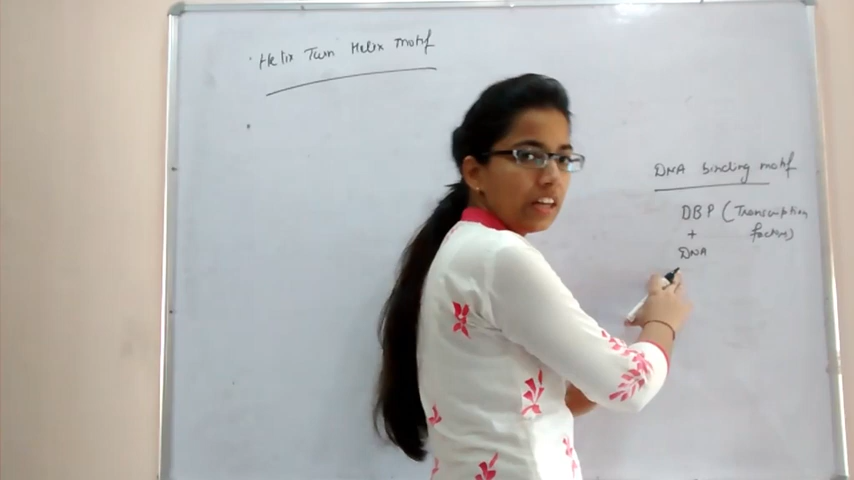 Helix Turn Helix motif
DNA binding motif
DBP (Transcription
+ factors)
DNA